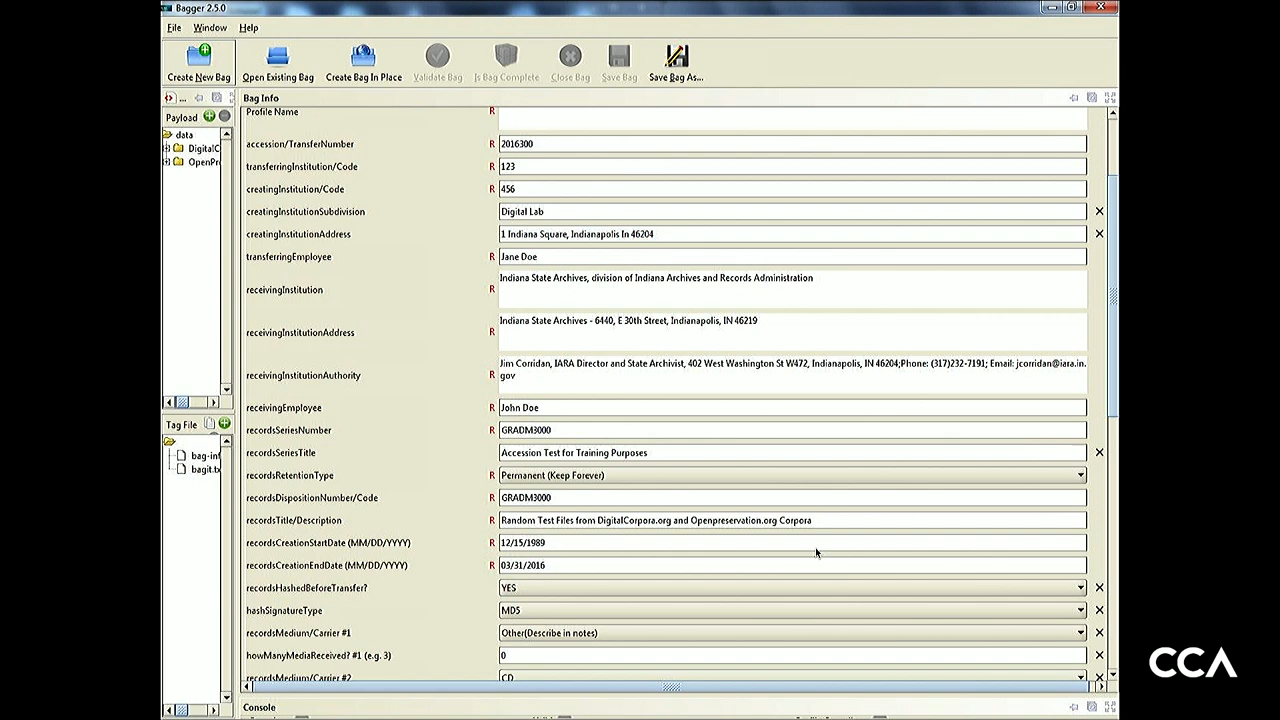 Bagger 2.5.0
File Window Help
Create New Bag Open Existing Bag Create Bag In Place Validate Bag Is Bag Complete Close Bag Save Bag Save Bag As...
... Bag Info
Profile Name R
Payload
data
DigitalC
OpenPr
accession/TransferNumber R 2016300
transferringInstitution/Code R 123
creatingInstitution/Code R 456
creatingInstitutionSubdivision Digital Lab
creatingInstitutionAddress 1 Indiana Square, Indianapolis In 46204
transferringEmployee R Jane Doe
receivingInstitution R Indiana State Archives, division of Indiana Archives and Records Administration
receivingInstitutionAddress R Indiana State Archives - 6440, E 30th Street, Indianapolis, IN 46219
receivingInstitutionAuthority R Jim Corridan, IARA Director and State Archivist, 402 West Washington St W472, Indianapolis, IN 46204;Phone: (317)232-7191; Email: jcorridan@iara.in.
gov
receivingEmployee R John Doe
Tag File
bag-inf
bagit.tx
recordsSeriesNumber R GRADM3000
recordsSeriesTitle Accession Test for Training Purposes
recordsRetentionType R Permanent (Keep Forever)
recordsDispositionNumber/Code R GRADM3000
recordsTitle/Description R Random Test Files from DigitalCorpora.org and Openpreservation.org Corpora
recordsCreationStartDate (MM/DD/YYYY) R 12/15/1989
recordsCreationEndDate (MM/DD/YYYY) R 03/31/2016
recordsHashedBeforeTransfer? YES
hashSignatureType MD5
recordsMedium/Carrier #1 Other(Describe in notes)
howManyMediaReceived? #1 (e.g. 3) 0
recordsMedium/Carrier #2 CD
Console
CCA